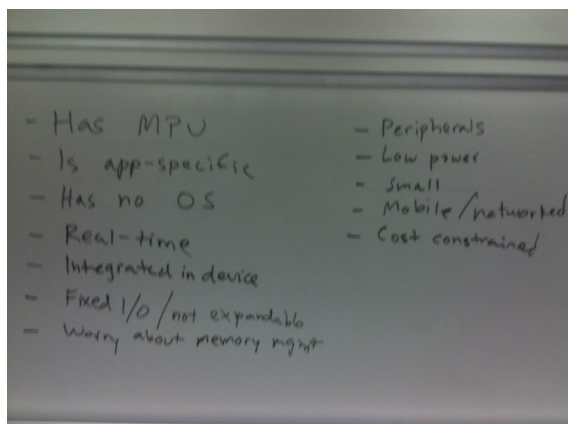 - Has MPU
- Is app-specific
- Has no OS
- Real-time
- Integrated in device
- Fixed I/O / not expandable
- Worry about memory mgmt
- Peripherals
- Low power
- Small
- Mobile/networked
- Cost constrained